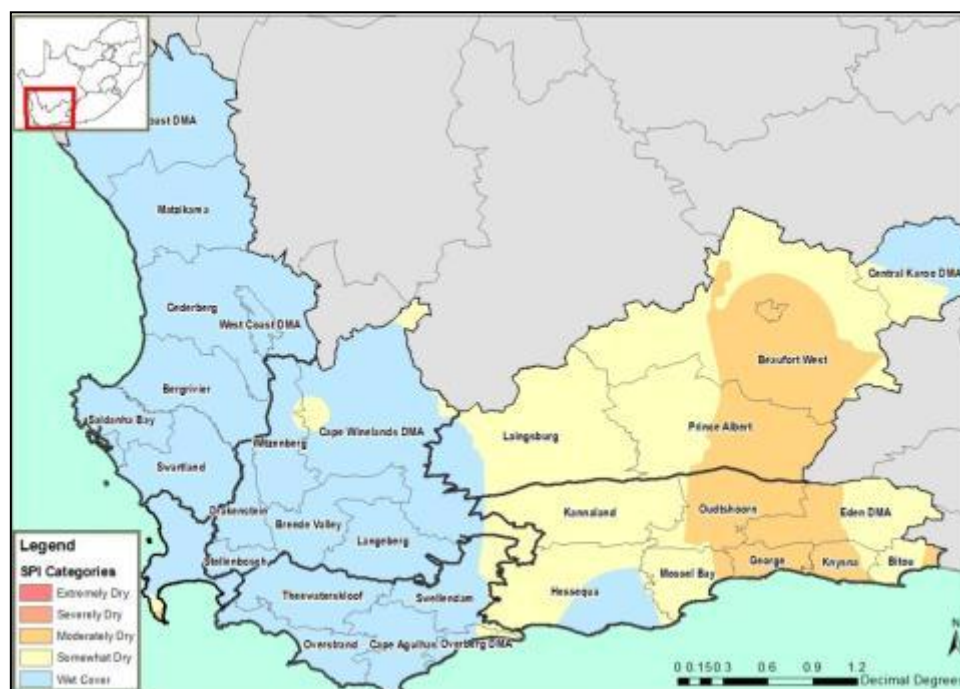 oast DMA
Matzikama
Cederberg
West Coast DMA
Bergrivier
Saldanha Bay
Swartland
Witzenberg
Cape Winelands DMA
Drakenstein
Breede Valley
Langeberg
Stellenbosch
Theewaterskloof
Swellendam
Overstrand
Cape Agulhas
Overberg DMA
Central Karoo DMA
Beaufort West
Prince Albert
Laingsburg
Kannaland
Oudtshoorn
Eden DMA
Hessequa
Mossel Bay
George
Knysna
Bitou
Legend
SPI Categories
Extremely Dry
Severely Dry
Moderately Dry
Somewhat Dry
Wet Cover
N
0 0.15 0.3 0.6 0.9 1.2
Decimal Degrees